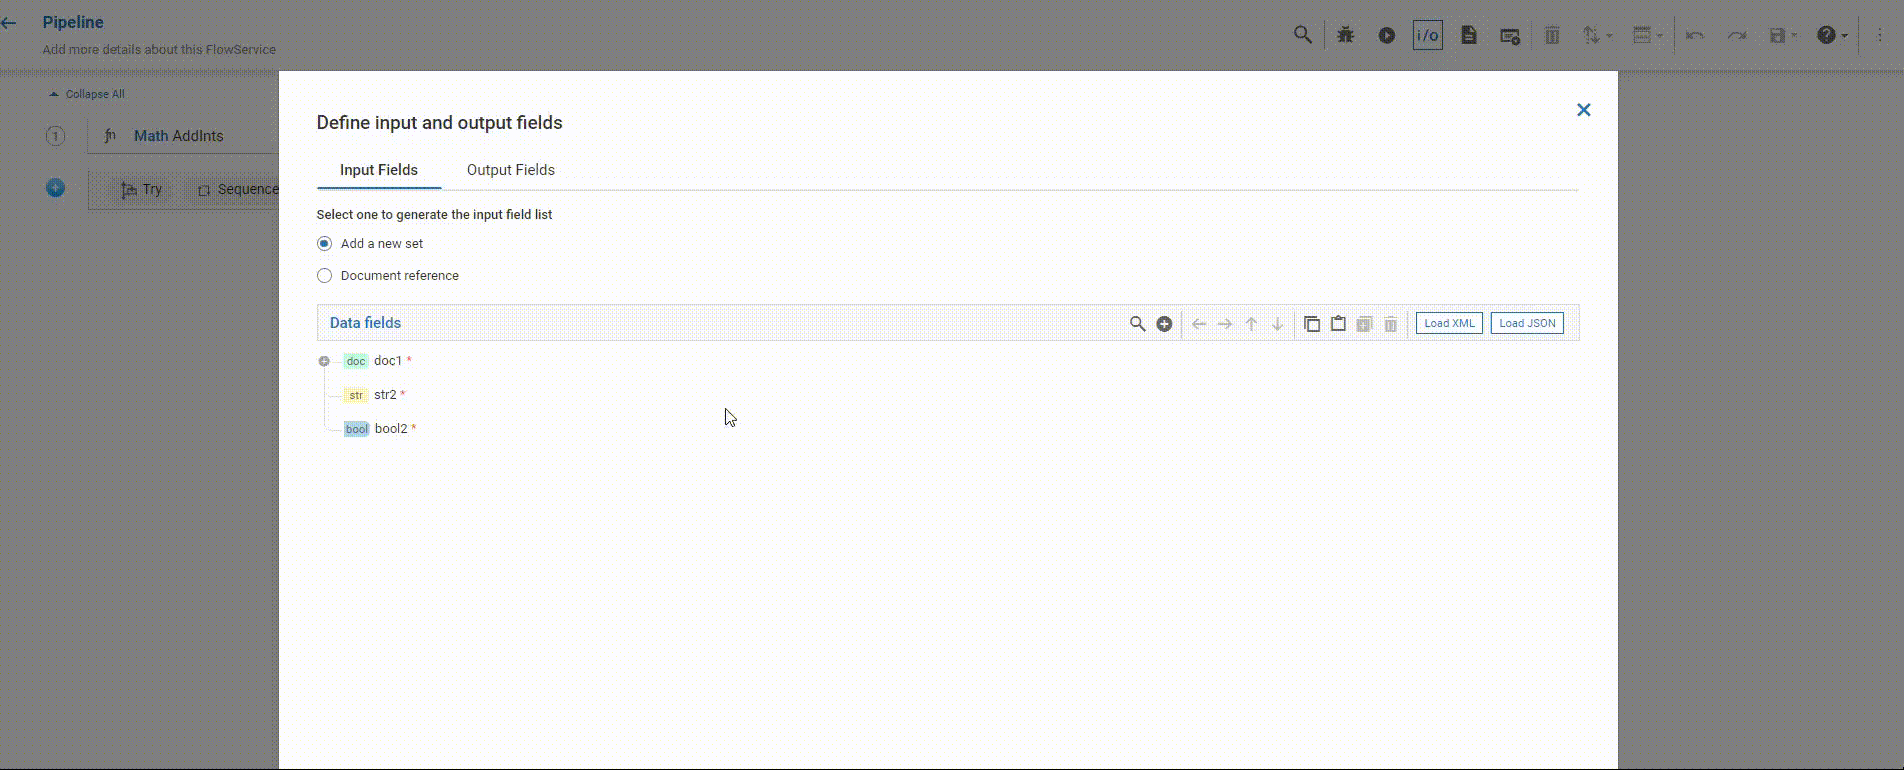 Pipeline
Add more details about this FlowService
i/o
Collapse All
1 fn Math AddInts
Try Sequence
Define input and output fields
Input Fields Output Fields
Select one to generate the input field list
Add a new set
Document reference
Data fields Load XML Load JSON
doc doc1 *
str str2 *
bool bool2 *